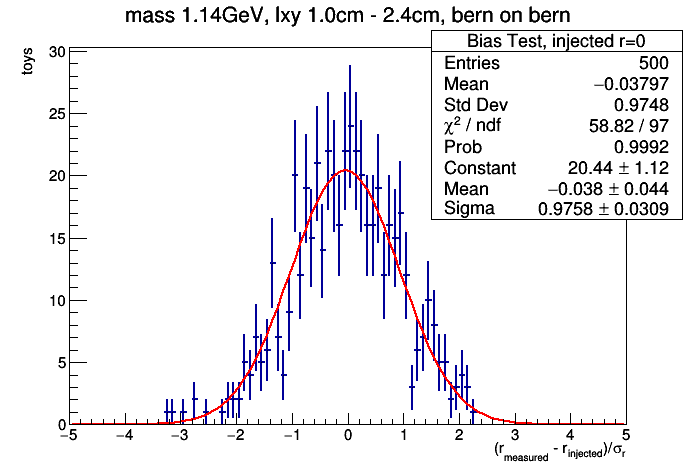 mass 1.14GeV, lxy 1.0cm - 2.4cm, bern on bern
Bias Test, injected r=0
Entries 500
Mean −0.03797
Std Dev 0.9748
χ² / ndf 58.82 / 97
Prob 0.9992
Constant 20.44 ± 1.12
Mean −0.038 ± 0.044
Sigma 0.9758 ± 0.0309
toys
30
25
20
15
10
5
0
−5 −4 −3 −2 −1 0 1 2 3 4 5
(r_measured - r_injected)/σ_r